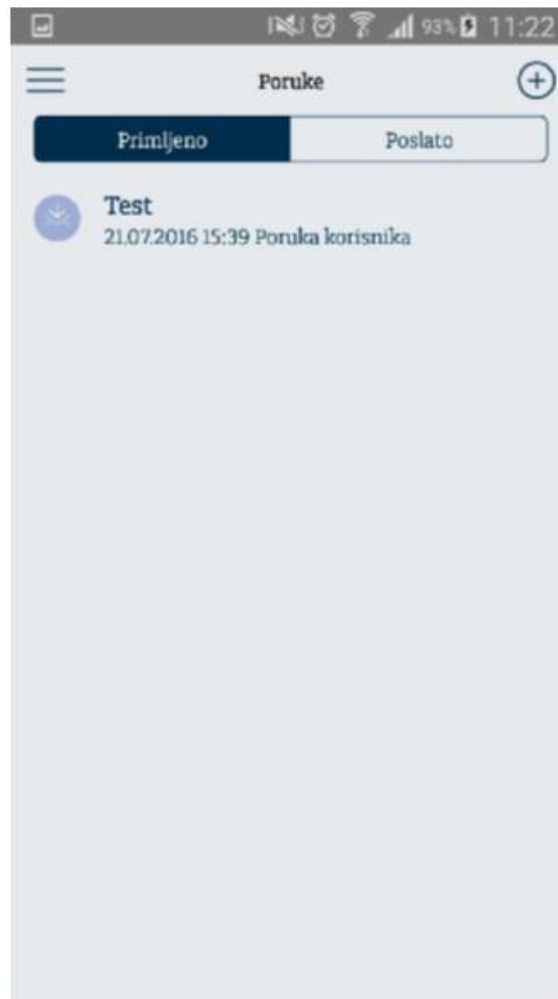 93% 11:22
Poruke
Primljeno Poslato
Test
21.07.2016 15:39 Poruka korisnika